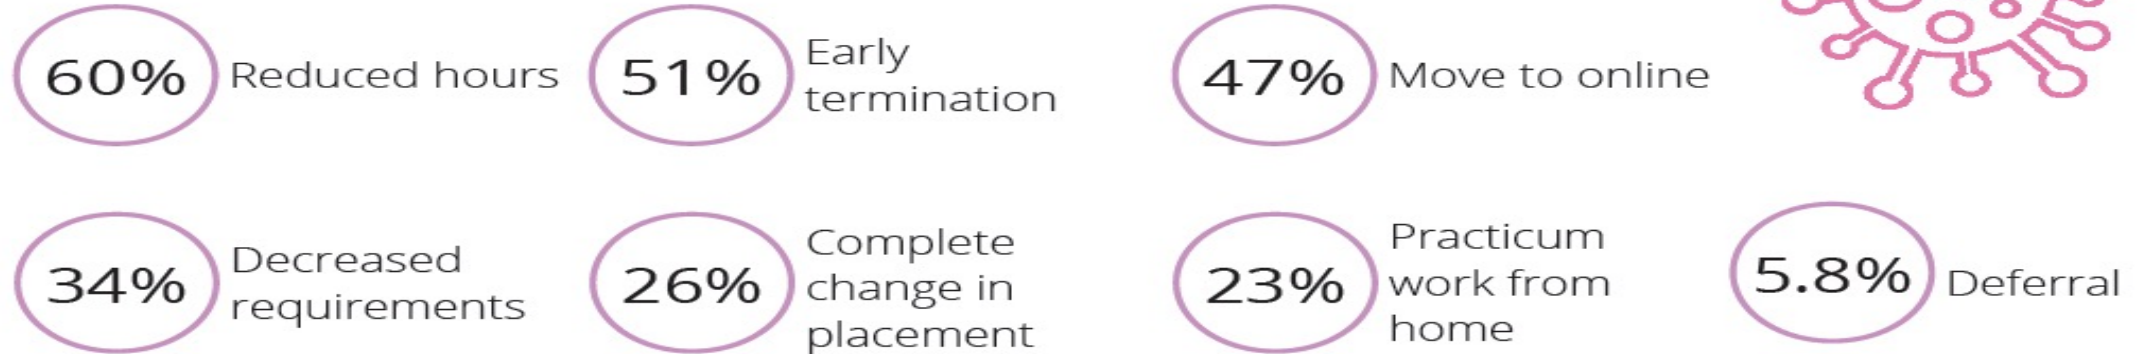 60% Reduced hours
51% Early
termination
47% Move to online
34% Decreased
requirements
26% Complete
change in
placement
23% Practicum
work from
home
5.8% Deferral